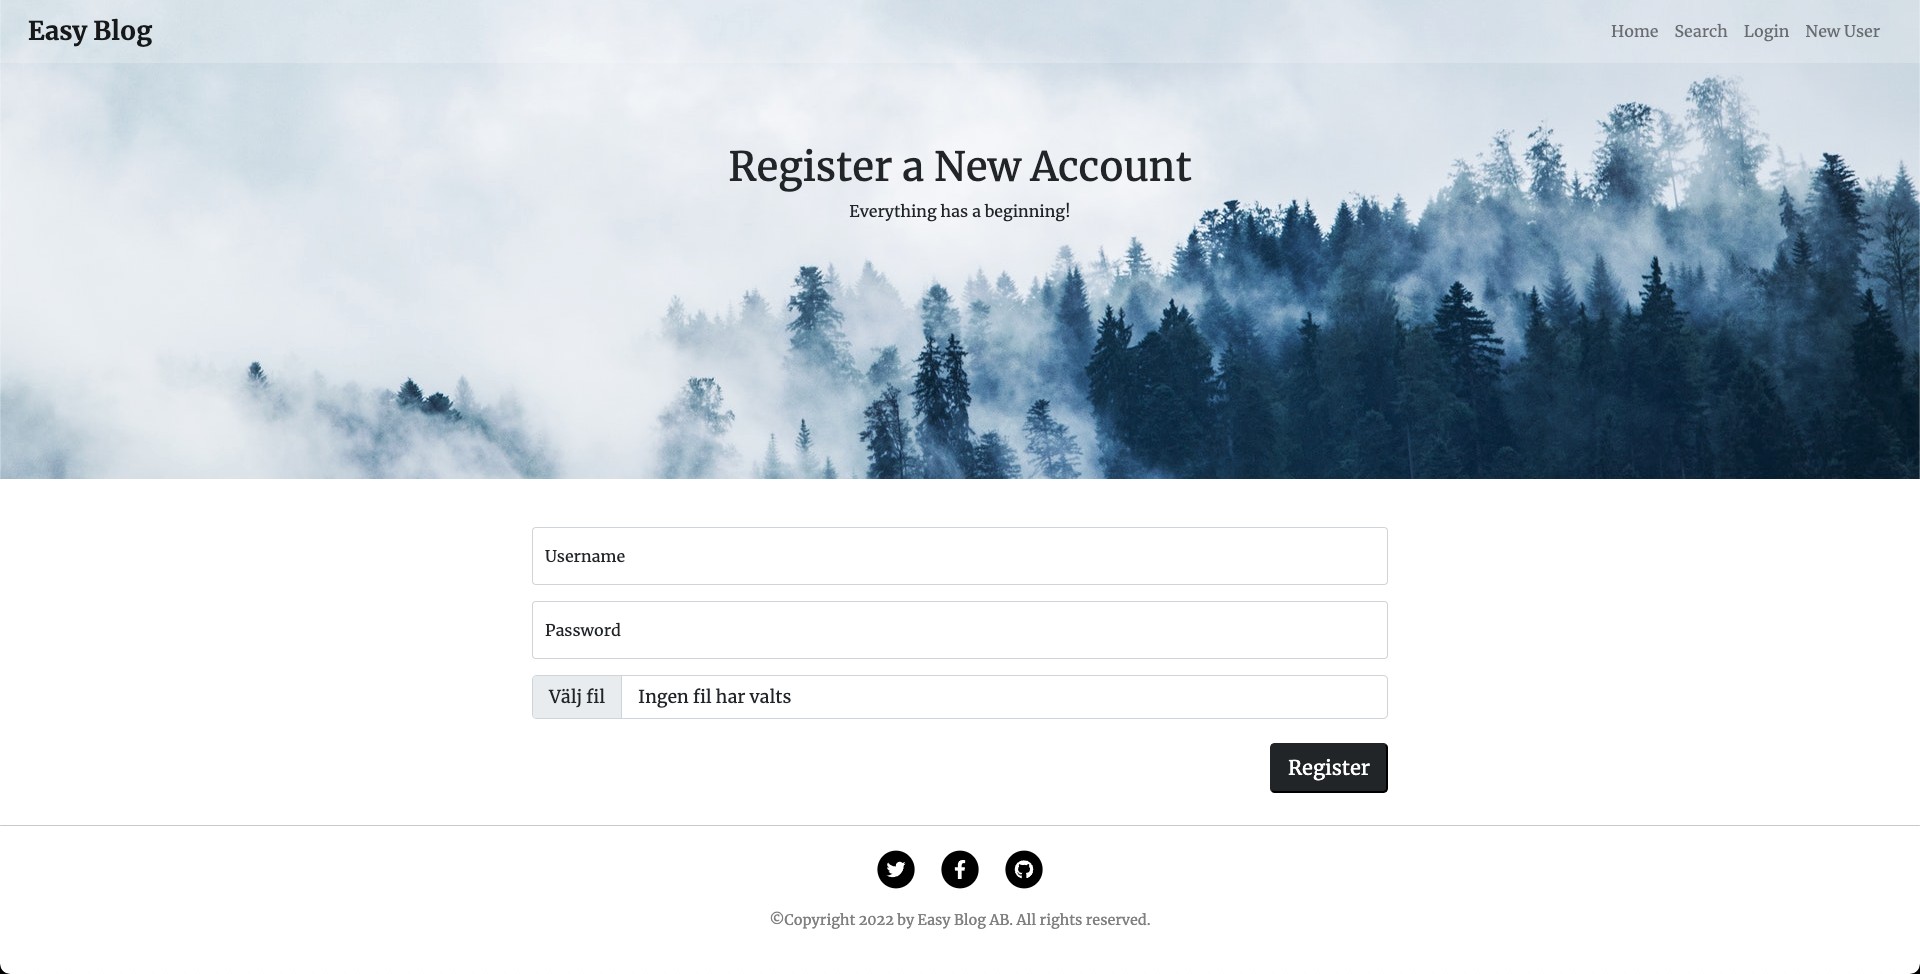 Easy Blog
Home Search Login New User
Register a New Account
Everything has a beginning!
Username
Password
Välj fil Ingen fil har valts
Register
©Copyright 2022 by Easy Blog AB. All rights reserved.